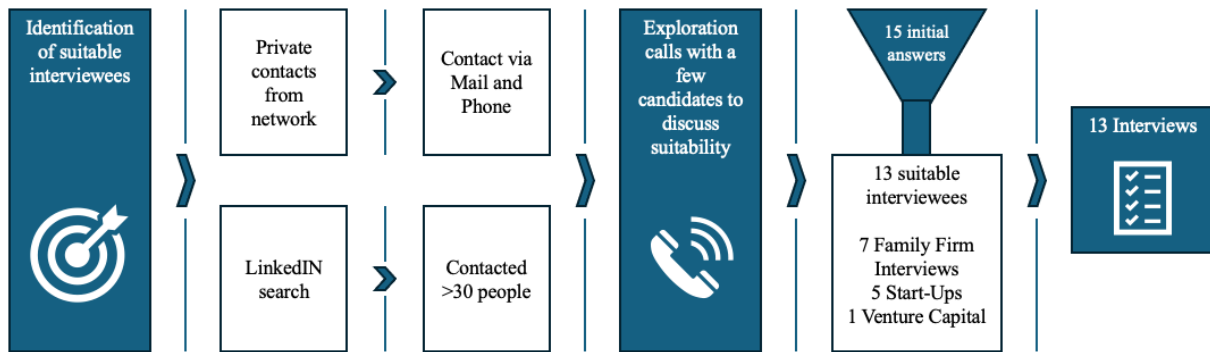 Identification
of suitable
interviewees
Private
contacts
from
network
Contact via
Mail and
Phone
LinkedIN
search
Contacted
>30 people
Exploration
calls with a
few
candidates to
discuss
suitability
15 initial
answers
13 suitable
interviewees
7 Family Firm
Interviews
5 Start-Ups
1 Venture Capital
13 Interviews